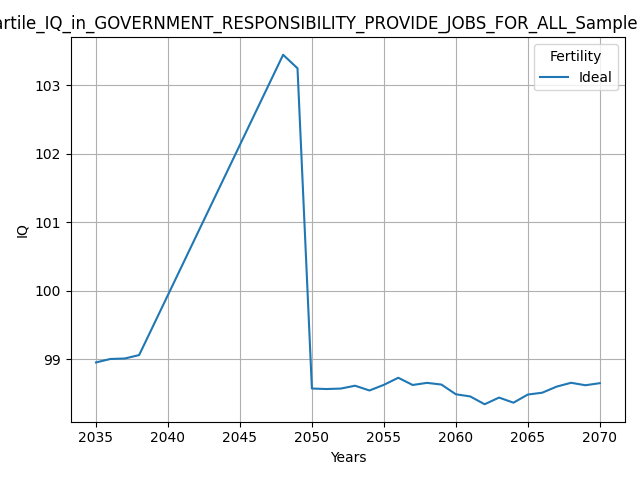 artile_IQ_in_GOVERNMENT_RESPONSIBILITY_PROVIDE_JOBS_FOR_ALL_Sample
Fertility
Ideal
103
102
101
100
99
IQ
2035 2040 2045 2050 2055 2060 2065 2070
Years